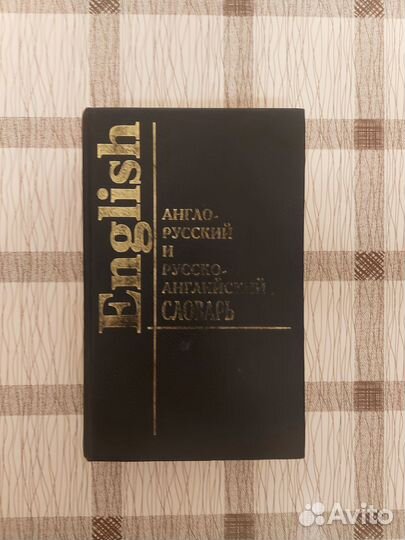 English
АНГЛО-
РУССКИЙ
И
РУССКО-
АНГЛИЙСКИЙ
СЛОВАРЬ
Avito